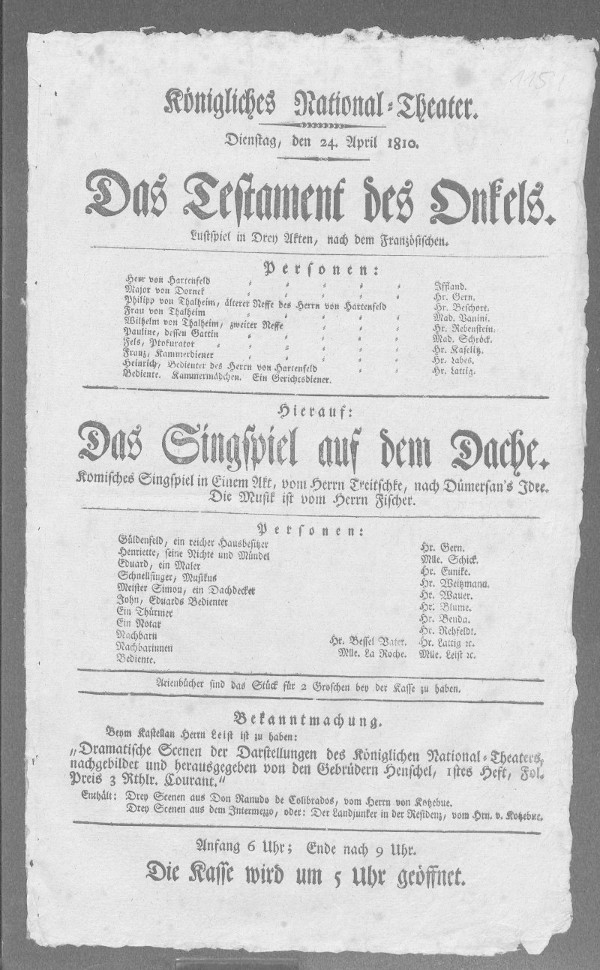 115
Königliches National-Theater.
Dienstag, den 24. April 1810.
Das Testament des Onkels.
Lustspiel in Drey Akten, nach dem Französischen.
Personen:
Herr von Hartenfeld Iffland.
Major von Dorneck Hr. Gern.
Philipp von Thalheim, älterer Neffe des Herrn von Hartenfeld Hr. Beschort.
Frau von Thalheim Mad. Vanini.
Wilhelm von Thalheim, zweiter Neffe Hr. Rebenstein.
Pauline, dessen Gattin Mad. Schröck.
Fels, Prokurator Hr. Kaselitz.
Franz, Kammerdiener Hr. Labes.
Heinrich, Bedienter des Herrn von Hartenfeld Hr. Lattig.
Bediente. Kammermädchen. Ein Gerichtsdiener.
Hierauf:
Das Singspiel auf dem Dache.
Komisches Singspiel in Einem Akt, vom Herrn Treitschke, nach Dümersan's Idee.
Die Musik ist vom Herrn Fischer.
Personen:
Güldenfeld, ein reicher Hausbesitzer Hr. Gern.
Henriette, seine Nichte und Mündel Mlle. Schick.
Eduard, ein Maler Hr. Eunike.
Schnellfinger, Musikus Hr. Weitzmann.
Meister Simon, ein Dachdecker Hr. Wauer.
John, Eduards Bedienter Hr. Blume.
Ein Thürmer Hr. Benda.
Ein Notar Hr. Rehfeldt.
Nachbarn Hr. Bessel Vater. Hr. Lattig ꝛc.
Nachbarinnen Mlle. La Roche. Mlle. Leist ꝛc.
Bediente.
Arienbücher sind das Stück für 2 Groschen bey der Kasse zu haben.
Bekanntmachung.
Beym Kastellan Herrn Leist ist zu haben:
„Dramatische Scenen der Darstellungen des Königlichen National-Theaters,
nachgebildet und herausgegeben von den Gebrüdern Henschel, 1stes Heft, Fol.
Preis 3 Rthlr. Courant.“
Enthält: Drey Scenen aus Don Ranudo de Colibrados, vom Herrn von Kotzebue.
Drey Scenen aus dem Intermezzo, oder: Der Landjunker in der Residenz, vom Hrn. v. Kotzebue.
Anfang 6 Uhr; Ende nach 9 Uhr.
Die Kasse wird um 5 Uhr geöffnet.